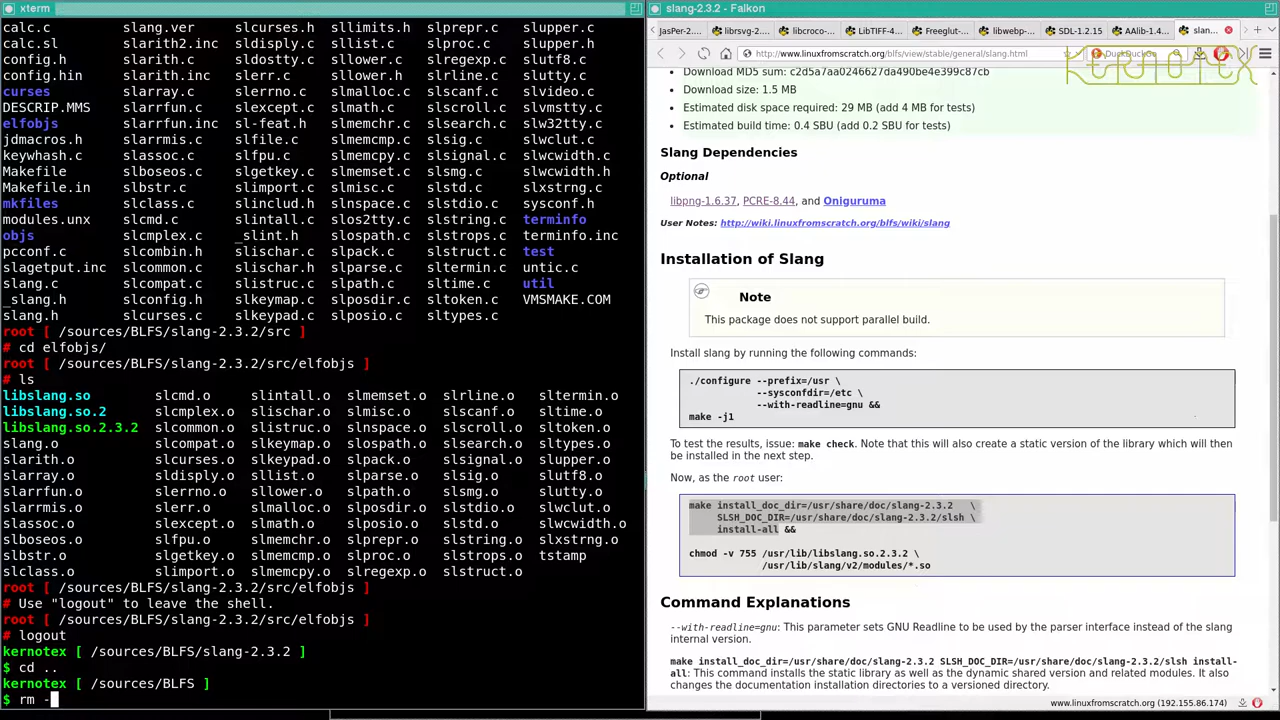 xterm
calc.c slang.ver slcurses.h sllimits.h slprepr.c slupper.c
calc.sl slarith2.inc sldisply.c sllist.c slproc.c slupper.h
config.h slarith.c sldostty.c sllower.c slregexp.c slutf8.c
config.hin slarith.inc slerr.c sllower.h slrline.c slutty.c
curses slarray.c slerrno.c slmalloc.c slscanf.c slvideo.c
DESCRIP.MMS slarrfun.c slexcept.c slmath.c slscroll.c slvmstty.c
elfobjs slarrfun.inc sl-feat.h slmemchr.c slsearch.c slw32tty.c
jdmacros.h slarrmis.c slfile.c slmemcmp.c slsig.c slwclut.c
keywhash.c slassoc.c slfpu.c slmemcpy.c slsignal.c slwcwidth.c
Makefile slboseos.c slgetkey.c slmemset.c slsmg.c slwcwidth.h
Makefile.in slbstr.c slimport.c slmisc.c slstd.c slxstrng.c
mkfiles slclass.c slinclud.h slnspace.c slstdio.c sysconf.h
modules.unx slcmd.c slintall.c slos2tty.c slstring.c terminfo
objs slcmplex.c _slint.h slospath.c slstrops.c terminfo.inc
pcconf.c slcombin.h slischar.c slpack.c slstruct.c test
slagetput.inc slcommon.c slischar.h slparse.c sltermin.c untic.c
slang.c slcompat.c slistruc.c slpath.c sltime.c util
_slang.h slconfig.h slkeymap.c slposdir.c sltoken.c VMSMAKE.COM
slang.h slcurses.c slkeypad.c slposio.c sltypes.c
root [ /sources/BLFS/slang-2.3.2/src ]
# cd elfobjs/
root [ /sources/BLFS/slang-2.3.2/src/elfobjs ]
# ls
libslang.so slcmd.o slintall.o slmemset.o slrline.o sltermin.o
libslang.so.2 slcmplex.o slischar.o slmisc.o slscanf.o sltime.o
libslang.so.2.3.2 slcommon.o slistruc.o slnspace.o slscroll.o sltoken.o
slang.o slcompat.o slkeymap.o slospath.o slsearch.o sltypes.o
slarith.o slcurses.o slkeypad.o slpack.o slsignal.o slupper.o
slarray.o sldisply.o sllist.o slparse.o slsig.o slutf8.o
slarrfun.o slerrno.o sllower.o slpath.o slsmg.o slutty.o
slarrmis.o slerr.o slmalloc.o slposdir.o slstdio.o slwclut.o
slassoc.o slexcept.o slmath.o slposio.o slstd.o slwcwidth.o
slboseos.o slfpu.o slmemchr.o slprepr.o slstring.o slxstrng.o
slbstr.o slgetkey.o slmemcmp.o slproc.o slstrops.o tstamp
slclass.o slimport.o slmemcpy.o slregexp.o slstruct.o
root [ /sources/BLFS/slang-2.3.2/src/elfobjs ]
# Use "logout" to leave the shell.
root [ /sources/BLFS/slang-2.3.2/src/elfobjs ]
# logout
kernotex [ /sources/BLFS/slang-2.3.2 ]
$ cd ..
kernotex [ /sources/BLFS ]
$ rm -
slang-2.3.2 - Falkon
JasPer-2.... librsvg-2.... libcroco-... LibTIFF-4... Freeglut-... libwebp-... SDL-1.2.15 AAlib-1.4... slan...
http://www.linuxfromscratch.org/blfs/view/stable/general/slang.html DuckDuckGo
KERNOTEX
Download MD5 sum: c2d5a7aa0246627da490be4e399c87cb
• Download size: 1.5 MB
• Estimated disk space required: 29 MB (add 4 MB for tests)
• Estimated build time: 0.4 SBU (add 0.2 SBU for tests)
Slang Dependencies
Optional
libpng-1.6.37, PCRE-8.44, and Oniguruma
User Notes: http://wiki.linuxfromscratch.org/blfs/wiki/slang
Installation of Slang
Note
This package does not support parallel build.
Install slang by running the following commands:
./configure --prefix=/usr \
--sysconfdir=/etc \
--with-readline=gnu &&
make -j1
To test the results, issue: make check. Note that this will also create a static version of the library which will then
be installed in the next step.
Now, as the root user:
make install_doc_dir=/usr/share/doc/slang-2.3.2 \
SLSH_DOC_DIR=/usr/share/doc/slang-2.3.2/slsh \
install-all &&
chmod -v 755 /usr/lib/libslang.so.2.3.2 \
/usr/lib/slang/v2/modules/*.so
Command Explanations
--with-readline=gnu: This parameter sets GNU Readline to be used by the parser interface instead of the slang
internal version.
make install_doc_dir=/usr/share/doc/slang-2.3.2 SLSH_DOC_DIR=/usr/share/doc/slang-2.3.2/slsh install-
all: This command installs the static library as well as the dynamic shared version and related modules. It also
changes the documentation installation directories to a versioned directory.
www.linuxfromscratch.org (192.155.86.174)